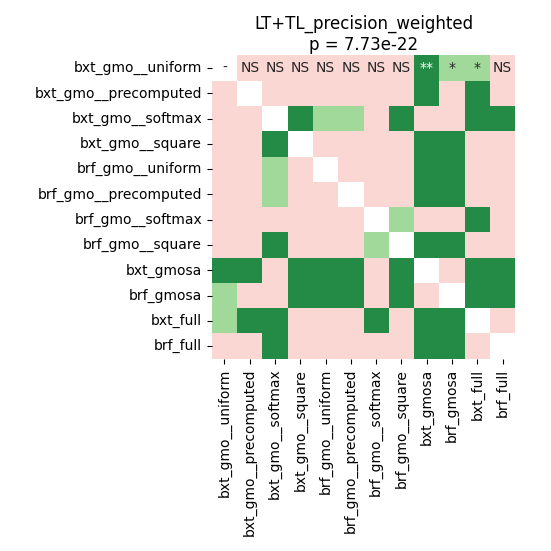 LT+TL_precision_weighted
p = 7.73e-22
bxt_gmo__uniform - NS NS NS NS NS NS NS ** * * NS
bxt_gmo__precomputed
bxt_gmo__softmax
bxt_gmo__square
brf_gmo__uniform
brf_gmo__precomputed
brf_gmo__softmax
brf_gmo__square
bxt_gmosa
brf_gmosa
bxt_full
brf_full
bxt_gmo__uniform
bxt_gmo__precomputed
bxt_gmo__softmax
bxt_gmo__square
brf_gmo__uniform
brf_gmo__precomputed
brf_gmo__softmax
brf_gmo__square
bxt_gmosa
brf_gmosa
bxt_full
brf_full